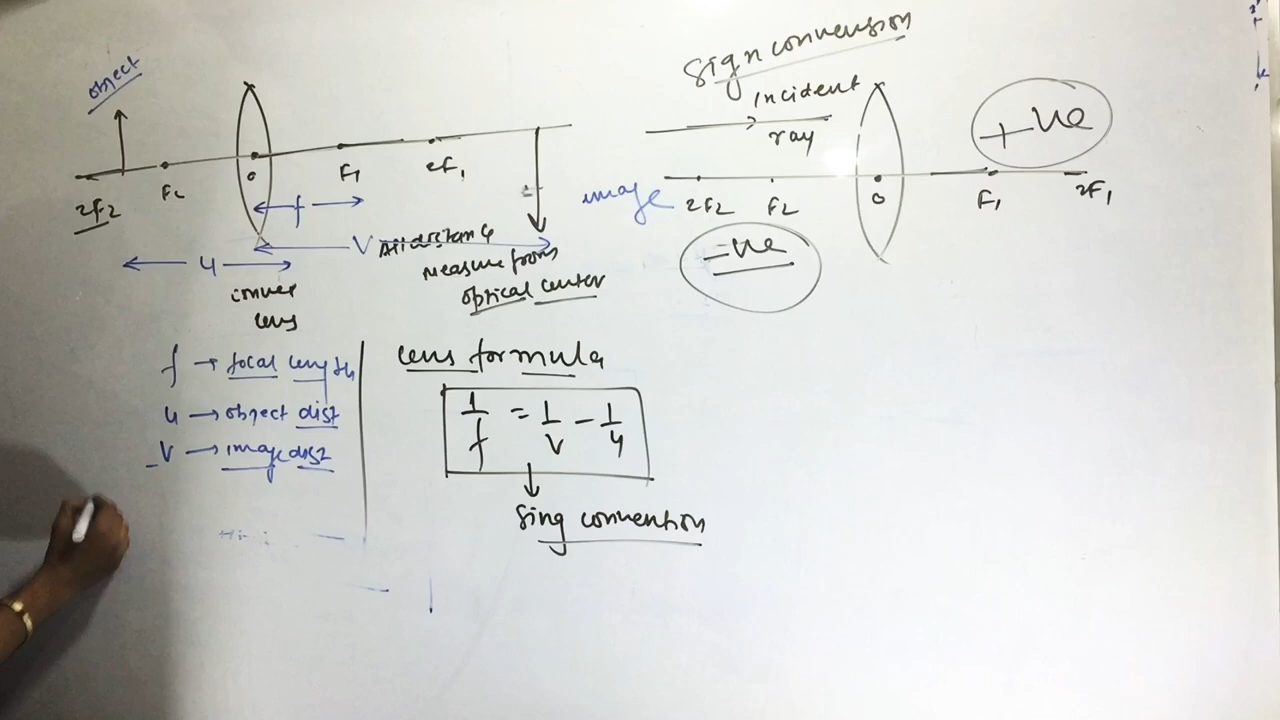 object
2F2
F2
O
F1
2F1
f
V
u
convex
lens
All distance
measure from
optical center
image
Sign convension
Incident
ray
+ve
2F2
F2
O
F1
2F1
-ve
f → focal length
u → object dist
V → image dist
lens formula
1/f = 1/v - 1/u
Sing convention